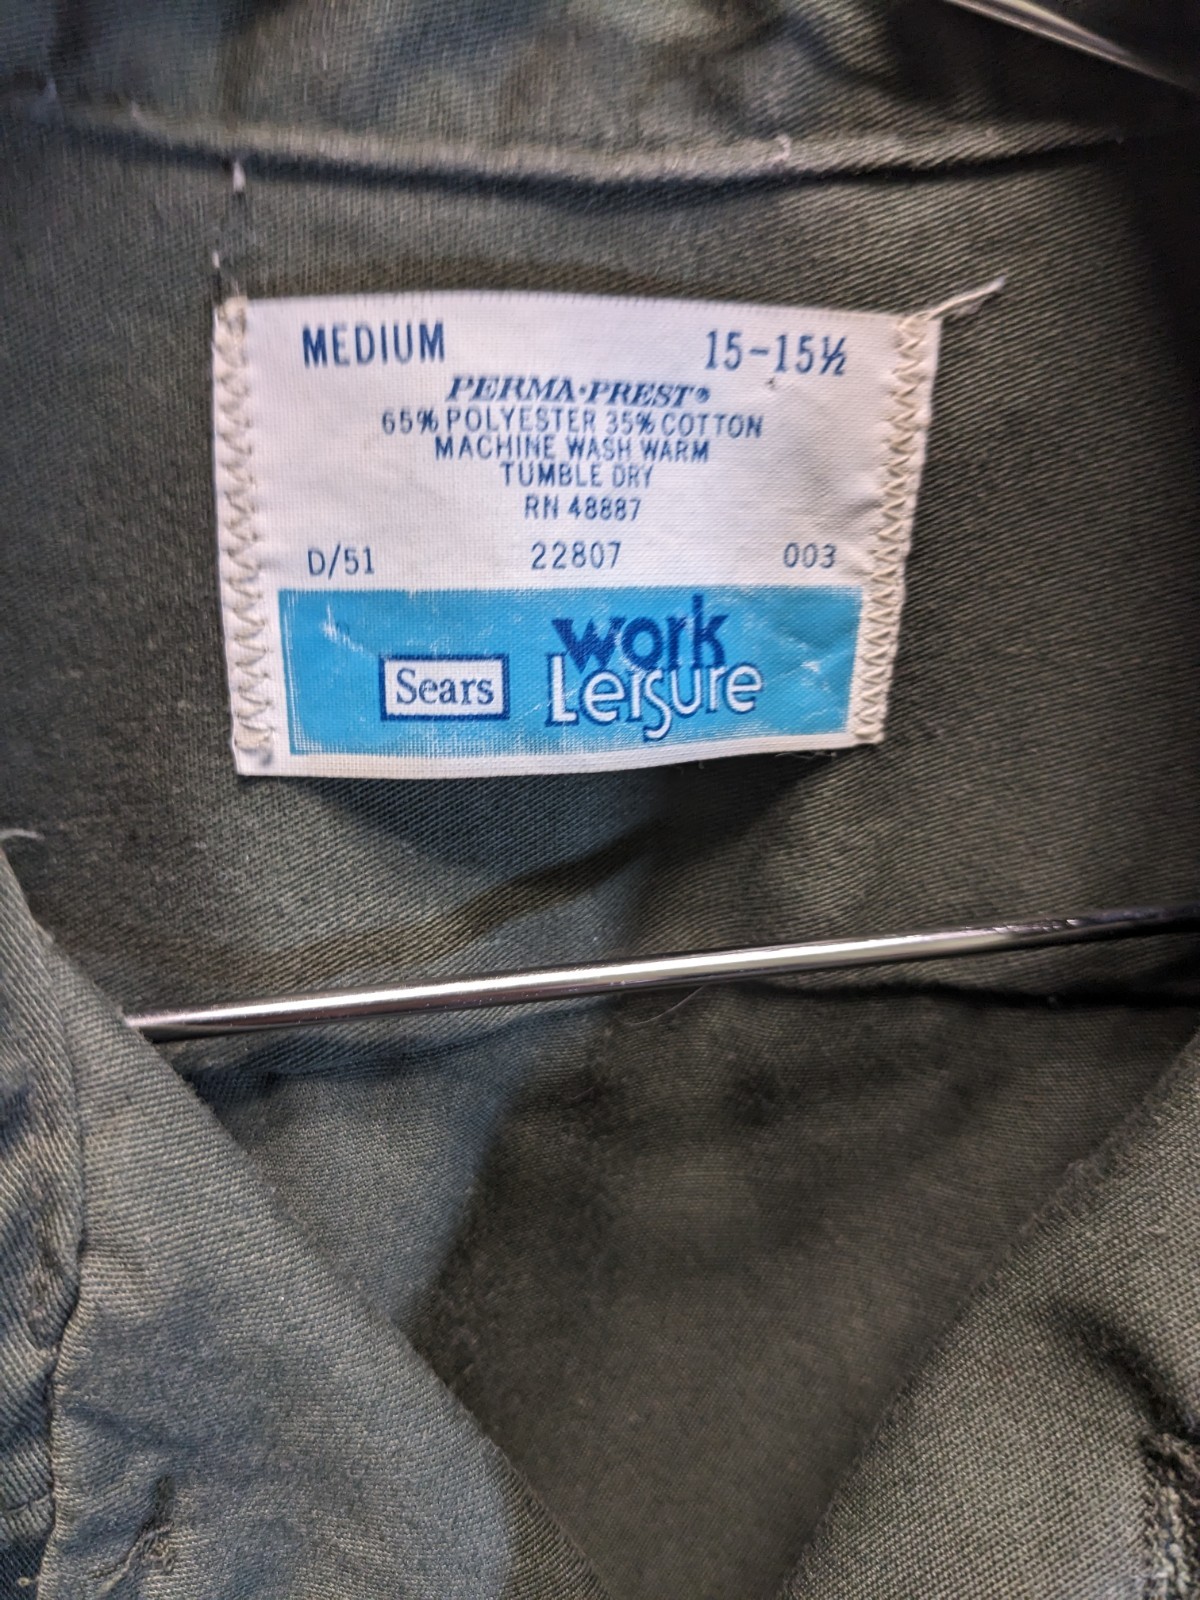 MEDIUM 15-15½
PERMA·PREST®
65% POLYESTER 35% COTTON
MACHINE WASH WARM
TUMBLE DRY
RN 48887
D/51 22807 003
Sears work
Leisure